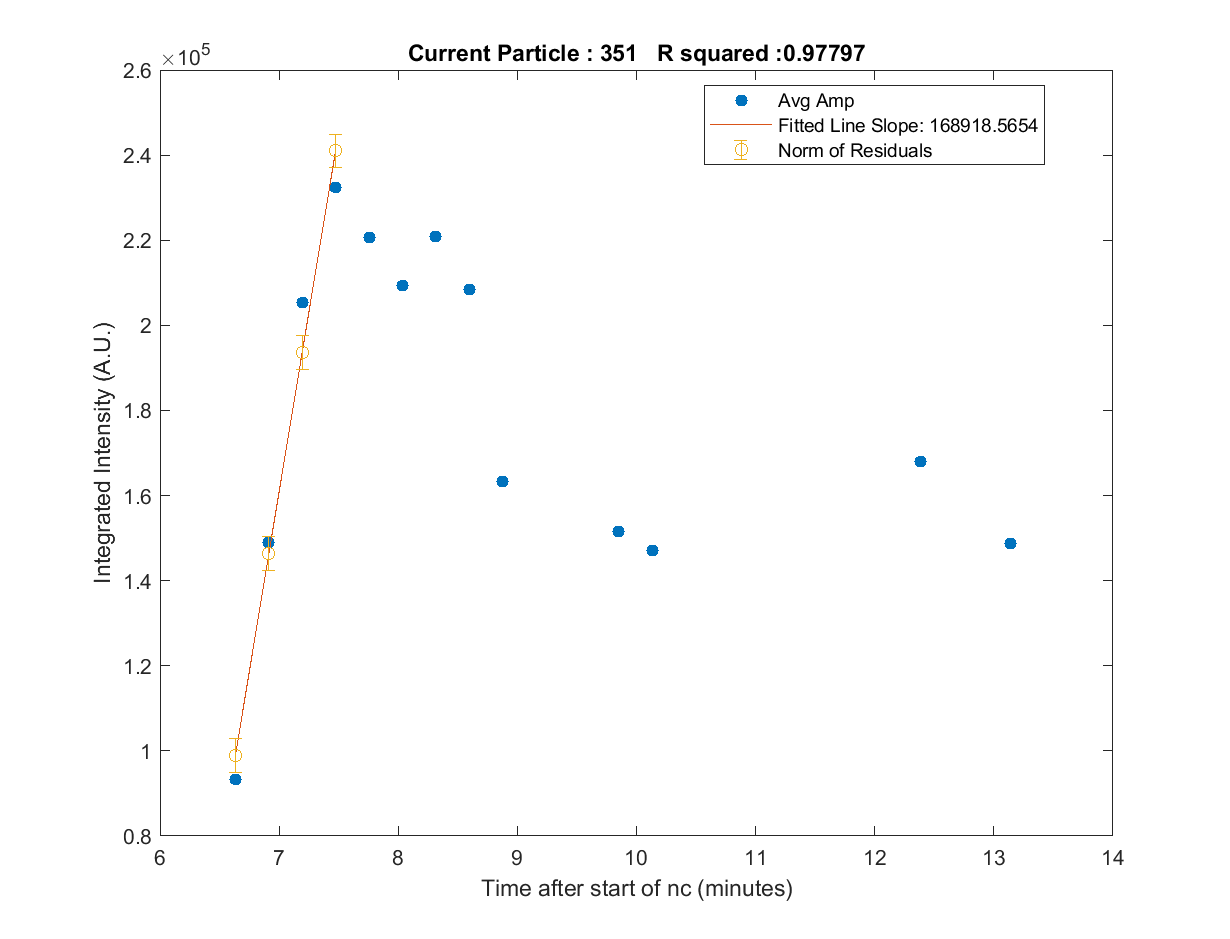 Current Particle : 351 R squared :0.97797
×10^5
2.6
2.4
2.2
2
1.8
1.6
1.4
1.2
1
0.8
Integrated Intensity (A.U.)
Avg Amp
Fitted Line Slope: 168918.5654
Norm of Residuals
6 7 8 9 10 11 12 13 14
Time after start of nc (minutes)